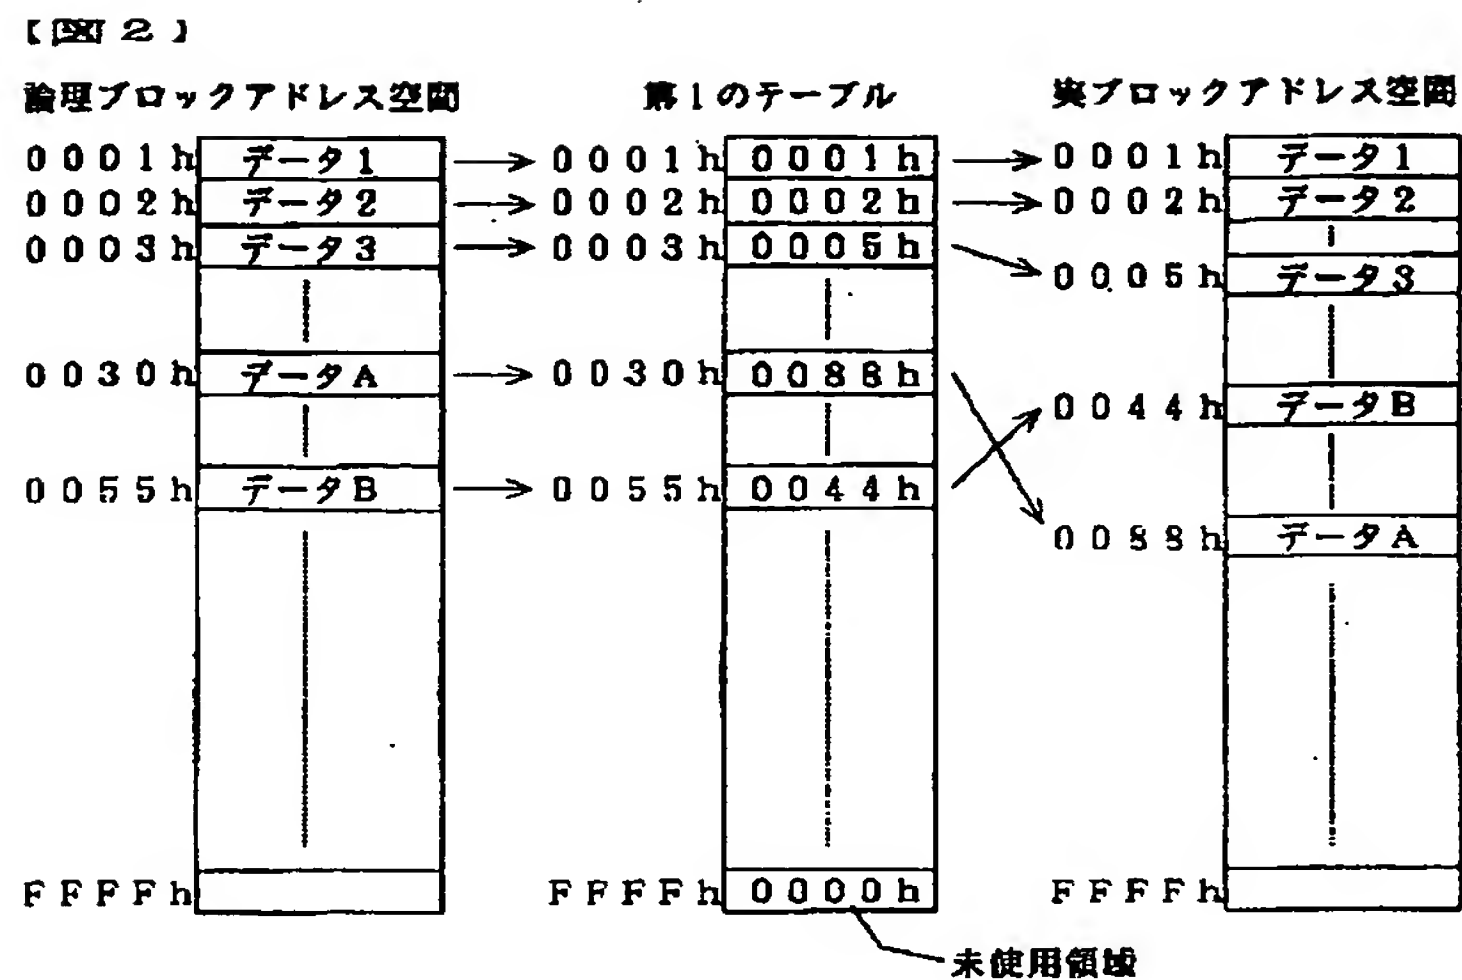 【図2】
論理ブロックアドレス空間 第1のテーブル 実ブロックアドレス空間
0001h データ1 0001h 0001h 0001h データ1
0002h データ2 0002h 0002h 0002h データ2
0003h データ3 0003h 0005h
0005h データ3
0030h データA 0030h 0088h
0044h データB
0055h データB 0055h 0044h
0088h データA
FFFFh FFFFh 0000h FFFFh
未使用領域